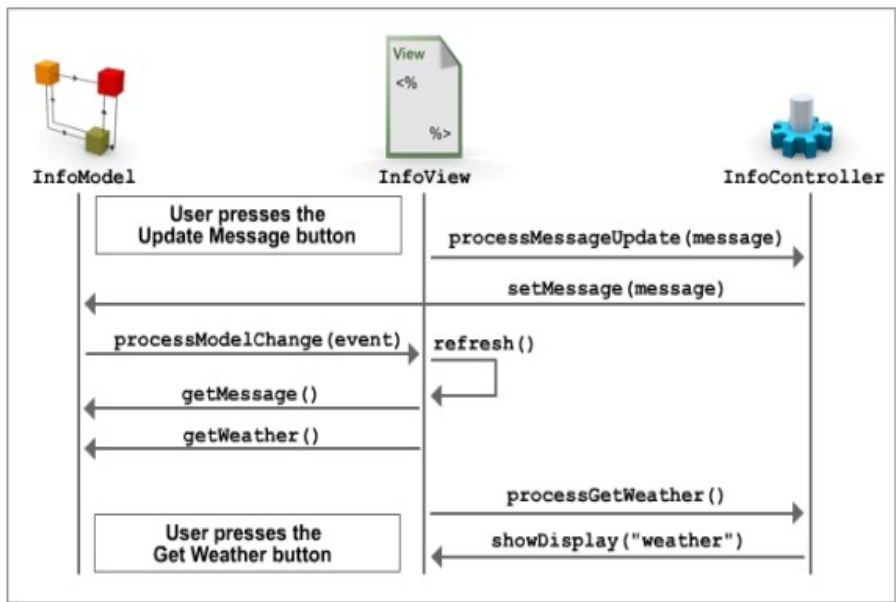 View
<%
%>
InfoModel
InfoView
InfoController
User presses the
Update Message button
processMessageUpdate(message)
setMessage(message)
processModelChange(event)
refresh()
getMessage()
getWeather()
processGetWeather()
User presses the
Get Weather button
showDisplay("weather")